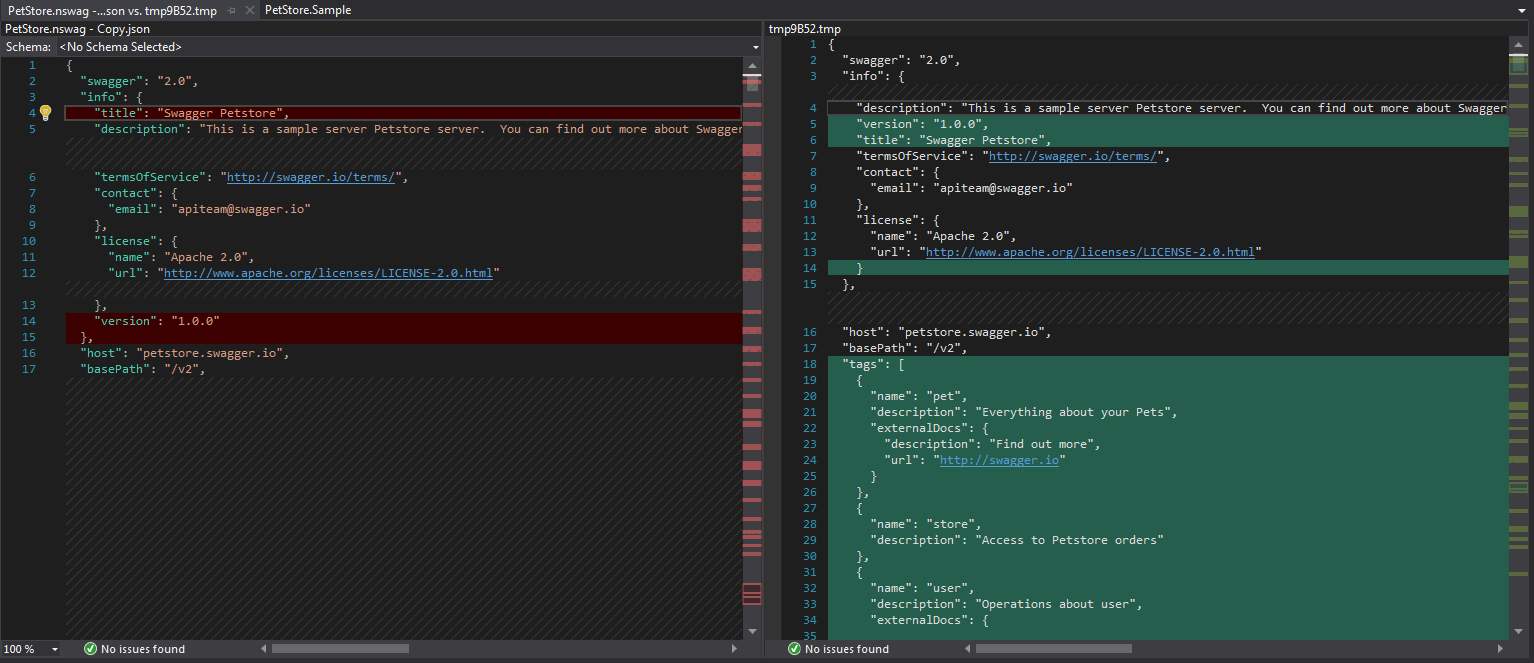 PetStore.nswag -...son vs. tmp9B52.tmp
PetStore.Sample
PetStore.nswag - Copy.json
Schema: <No Schema Selected>
1 {
2 "swagger": "2.0",
3 "info": {
4 "title": "Swagger Petstore",
5 "description": "This is a sample server Petstore server.  You can find out more about Swagger
6 "termsOfService": "http://swagger.io/terms/",
7 "contact": {
8 "email": "apiteam@swagger.io"
9 },
10 "license": {
11 "name": "Apache 2.0",
12 "url": "http://www.apache.org/licenses/LICENSE-2.0.html"
13 },
14 "version": "1.0.0"
15 },
16 "host": "petstore.swagger.io",
17 "basePath": "/v2",
100 %
No issues found
tmp9B52.tmp
1 {
2 "swagger": "2.0",
3 "info": {
4 "description": "This is a sample server Petstore server.  You can find out more about Swagger
5 "version": "1.0.0",
6 "title": "Swagger Petstore",
7 "termsOfService": "http://swagger.io/terms/",
8 "contact": {
9 "email": "apiteam@swagger.io"
10 },
11 "license": {
12 "name": "Apache 2.0",
13 "url": "http://www.apache.org/licenses/LICENSE-2.0.html"
14 }
15 },
16 "host": "petstore.swagger.io",
17 "basePath": "/v2",
18 "tags": [
19 {
20 "name": "pet",
21 "description": "Everything about your Pets",
22 "externalDocs": {
23 "description": "Find out more",
24 "url": "http://swagger.io"
25 }
26 },
27 {
28 "name": "store",
29 "description": "Access to Petstore orders"
30 },
31 {
32 "name": "user",
33 "description": "Operations about user",
34 "externalDocs": {
35
No issues found